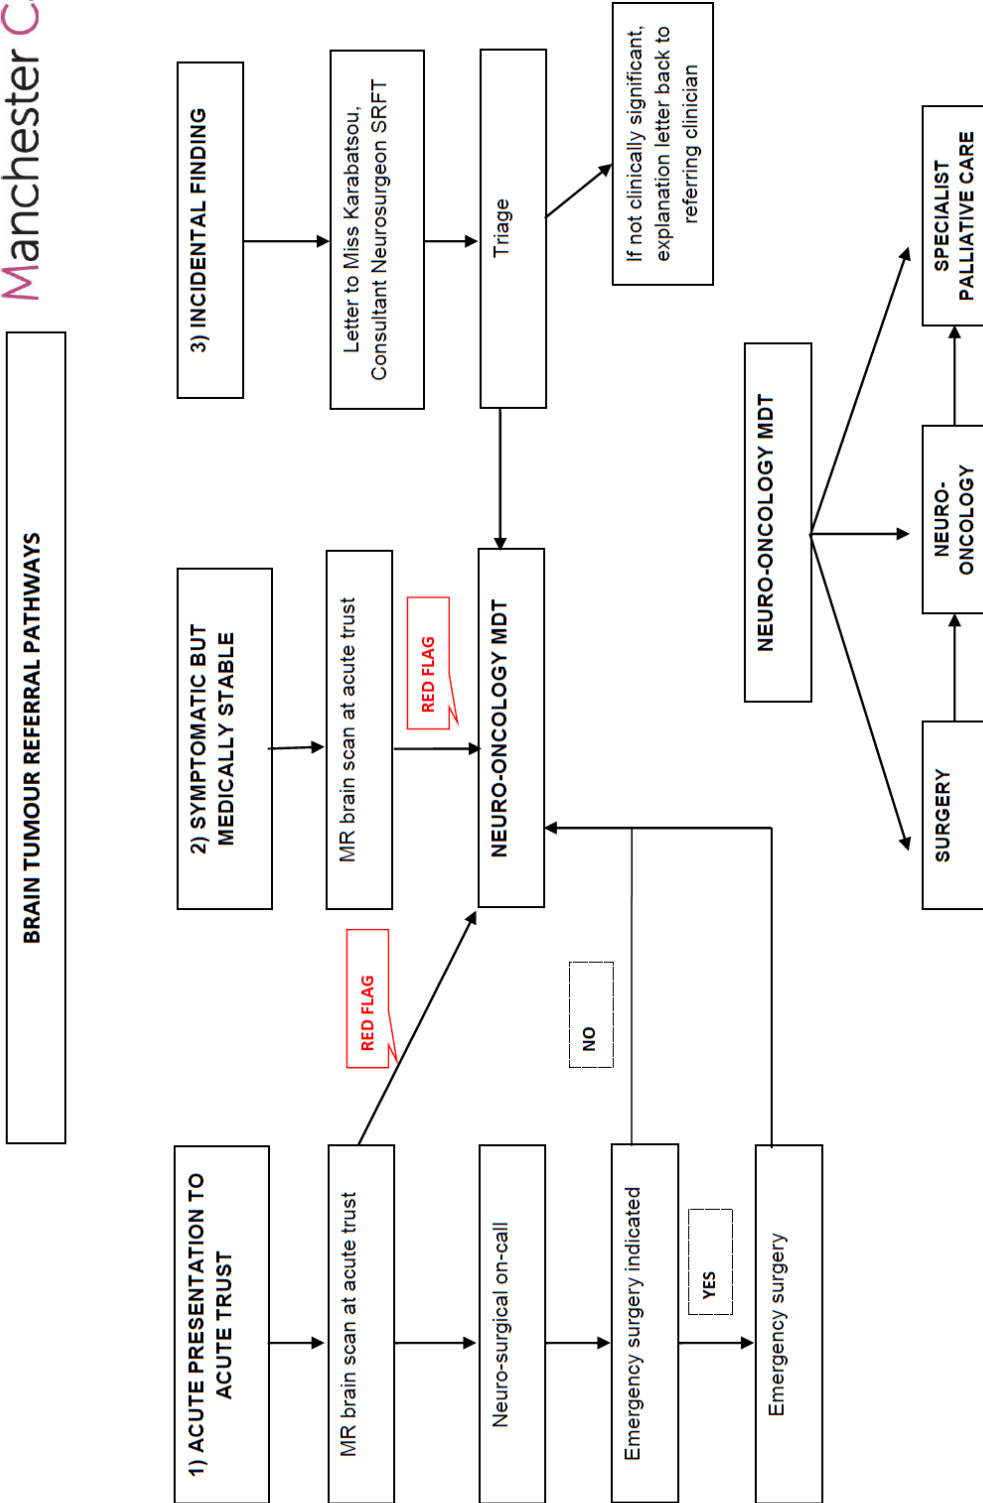 Manchester C
BRAIN TUMOUR REFERRAL PATHWAYS
1) ACUTE PRESENTATION TO
ACUTE TRUST
MR brain scan at acute trust
RED FLAG
Neuro-surgical on-call
Emergency surgery indicated
NO
YES
Emergency surgery
2) SYMPTOMATIC BUT
MEDICALLY STABLE
MR brain scan at acute trust
RED FLAG
NEURO-ONCOLOGY MDT
3) INCIDENTAL FINDING
Letter to Miss Karabatsou,
Consultant Neurosurgeon SRFT
Triage
If not clinically significant,
explanation letter back to
referring clinician
NEURO-ONCOLOGY MDT
SURGERY
NEURO-
ONCOLOGY
SPECIALIST
PALLIATIVE CARE